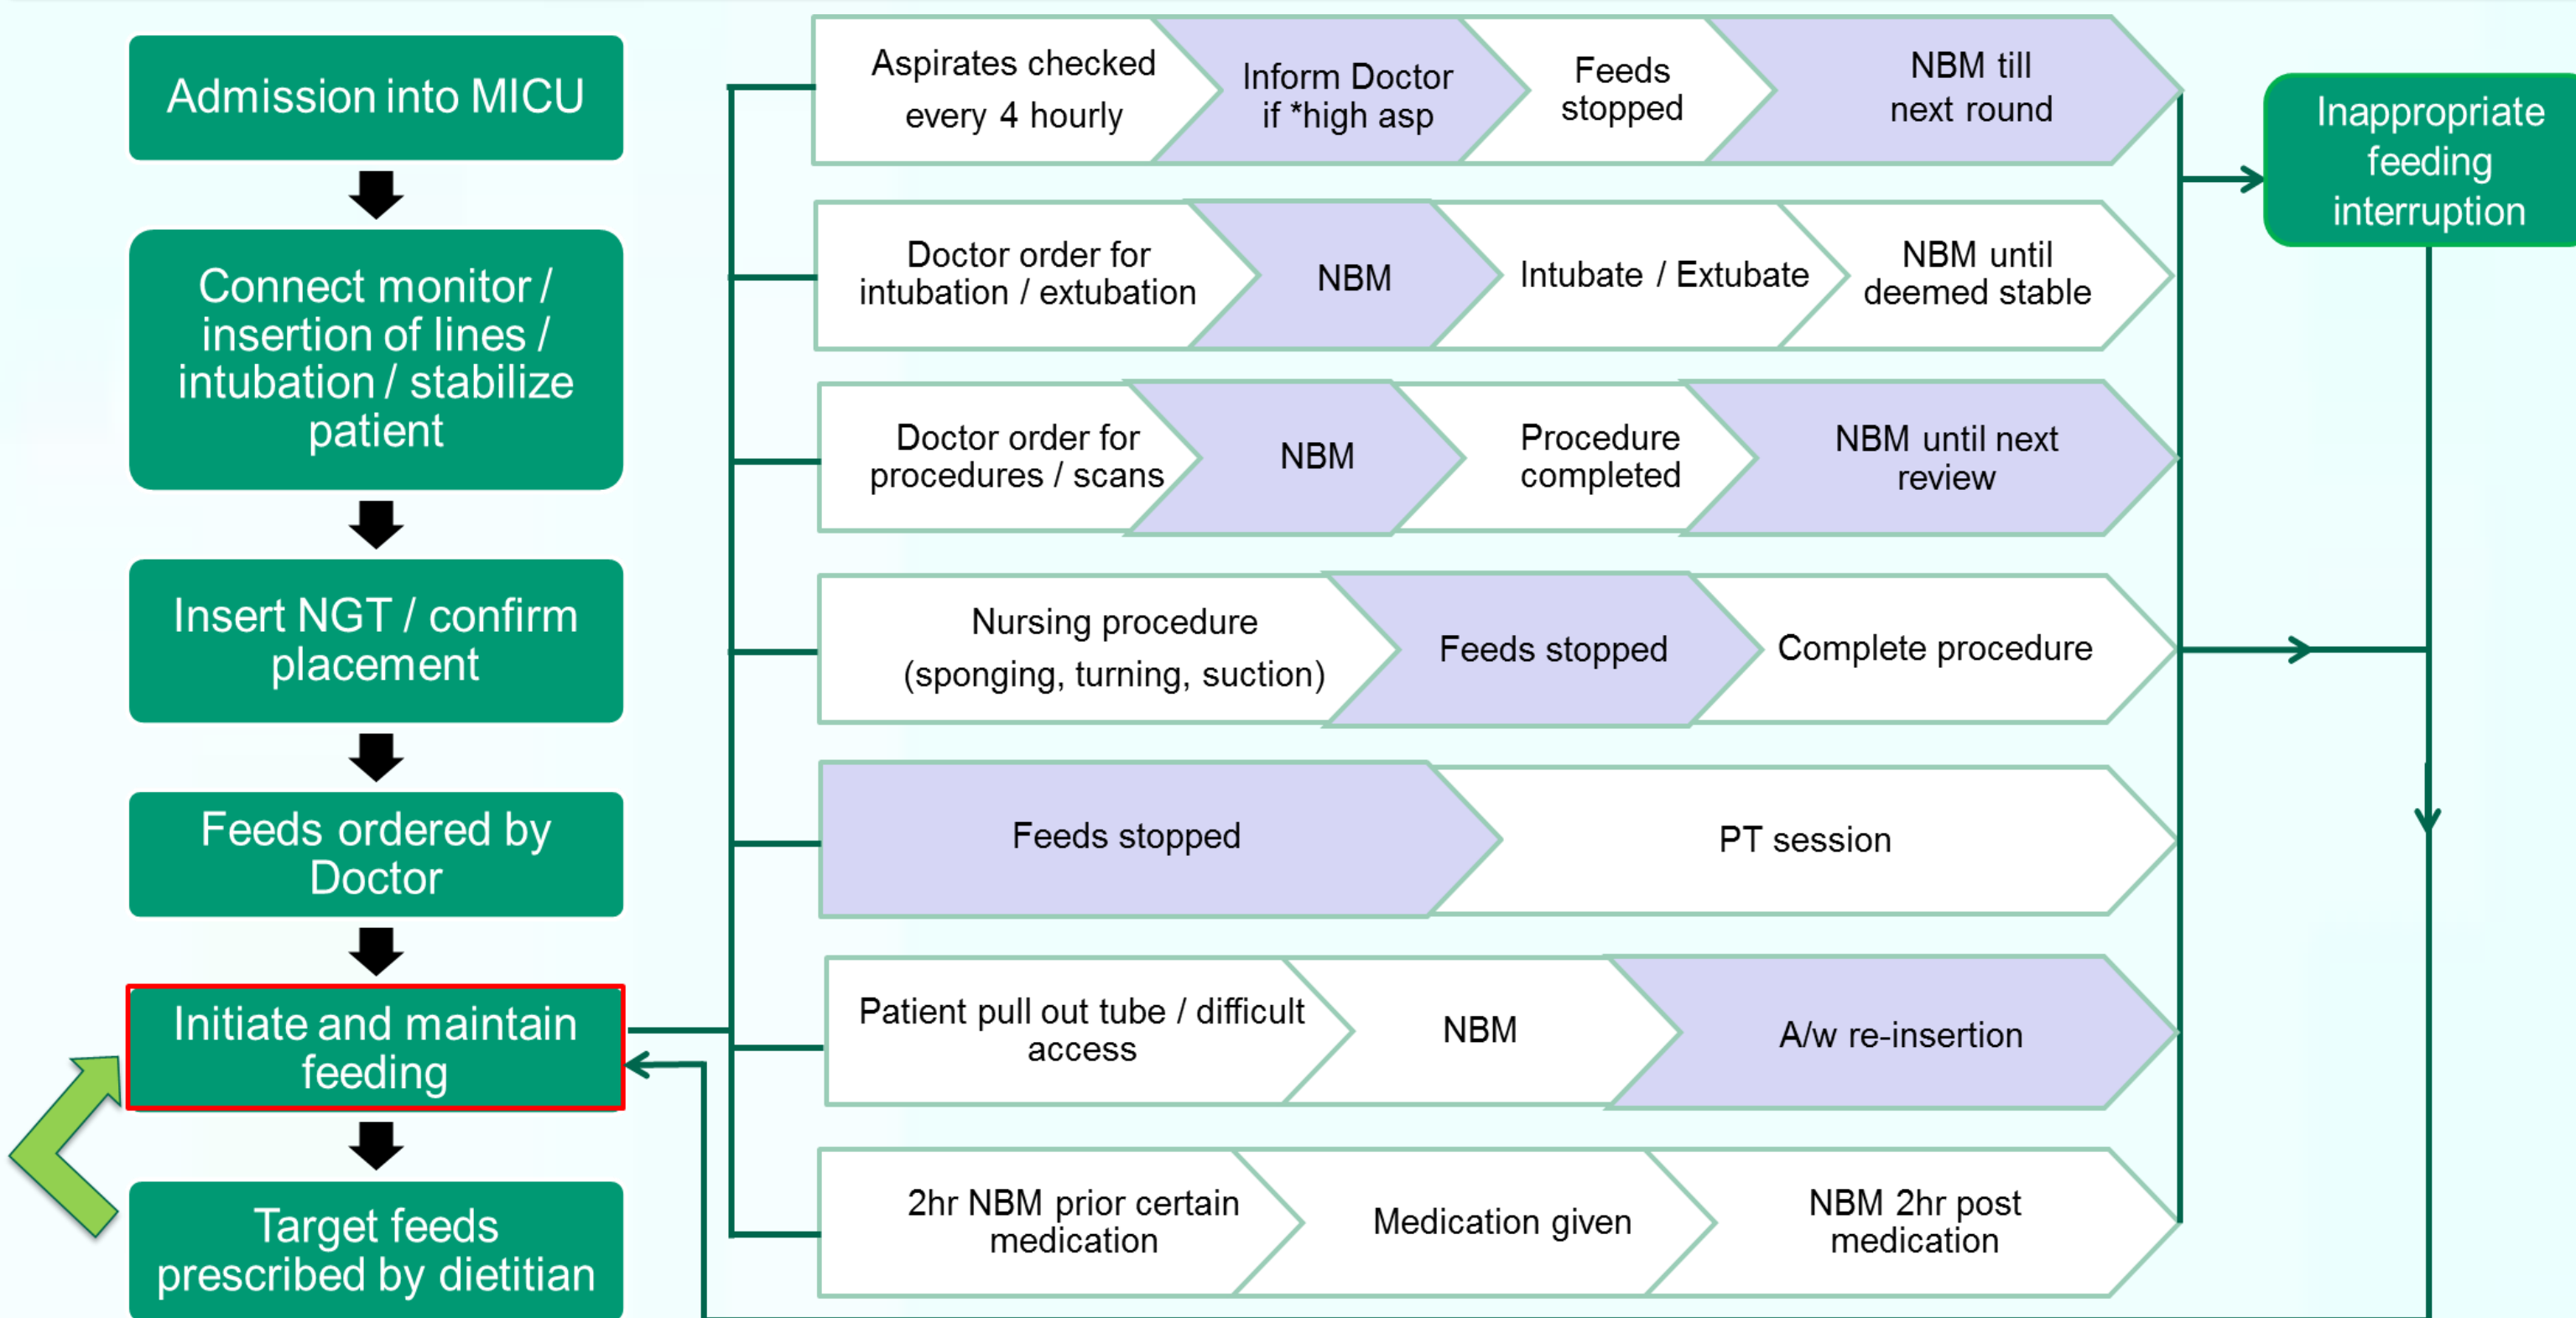 Admission into MICU
Connect monitor /
insertion of lines /
intubation / stabilize
patient
Insert NGT / confirm
placement
Feeds ordered by
Doctor
Initiate and maintain
feeding
Target feeds
prescribed by dietitian
Aspirates checked
every 4 hourly
Inform Doctor
if *high asp
Feeds
stopped
NBM till
next round
Doctor order for
intubation / extubation
NBM
Intubate / Extubate
NBM until
deemed stable
Doctor order for
procedures / scans
NBM
Procedure
completed
NBM until next
review
Nursing procedure
(sponging, turning, suction)
Feeds stopped
Complete procedure
Feeds stopped
PT session
Patient pull out tube / difficult
access
NBM
A/w re-insertion
2hr NBM prior certain
medication
Medication given
NBM 2hr post
medication
Inappropriate
feeding
interruption